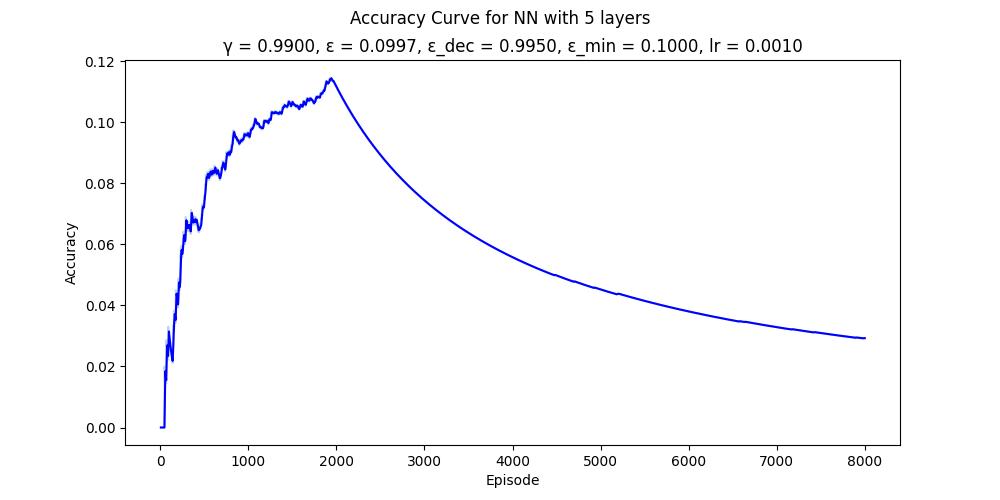 Accuracy Curve for NN with 5 layers
γ = 0.9900, ε = 0.0997, ε_dec = 0.9950, ε_min = 0.1000, lr = 0.0010
0.12
0.10
0.08
0.06
0.04
0.02
0.00
Accuracy
0 1000 2000 3000 4000 5000 6000 7000 8000
Episode